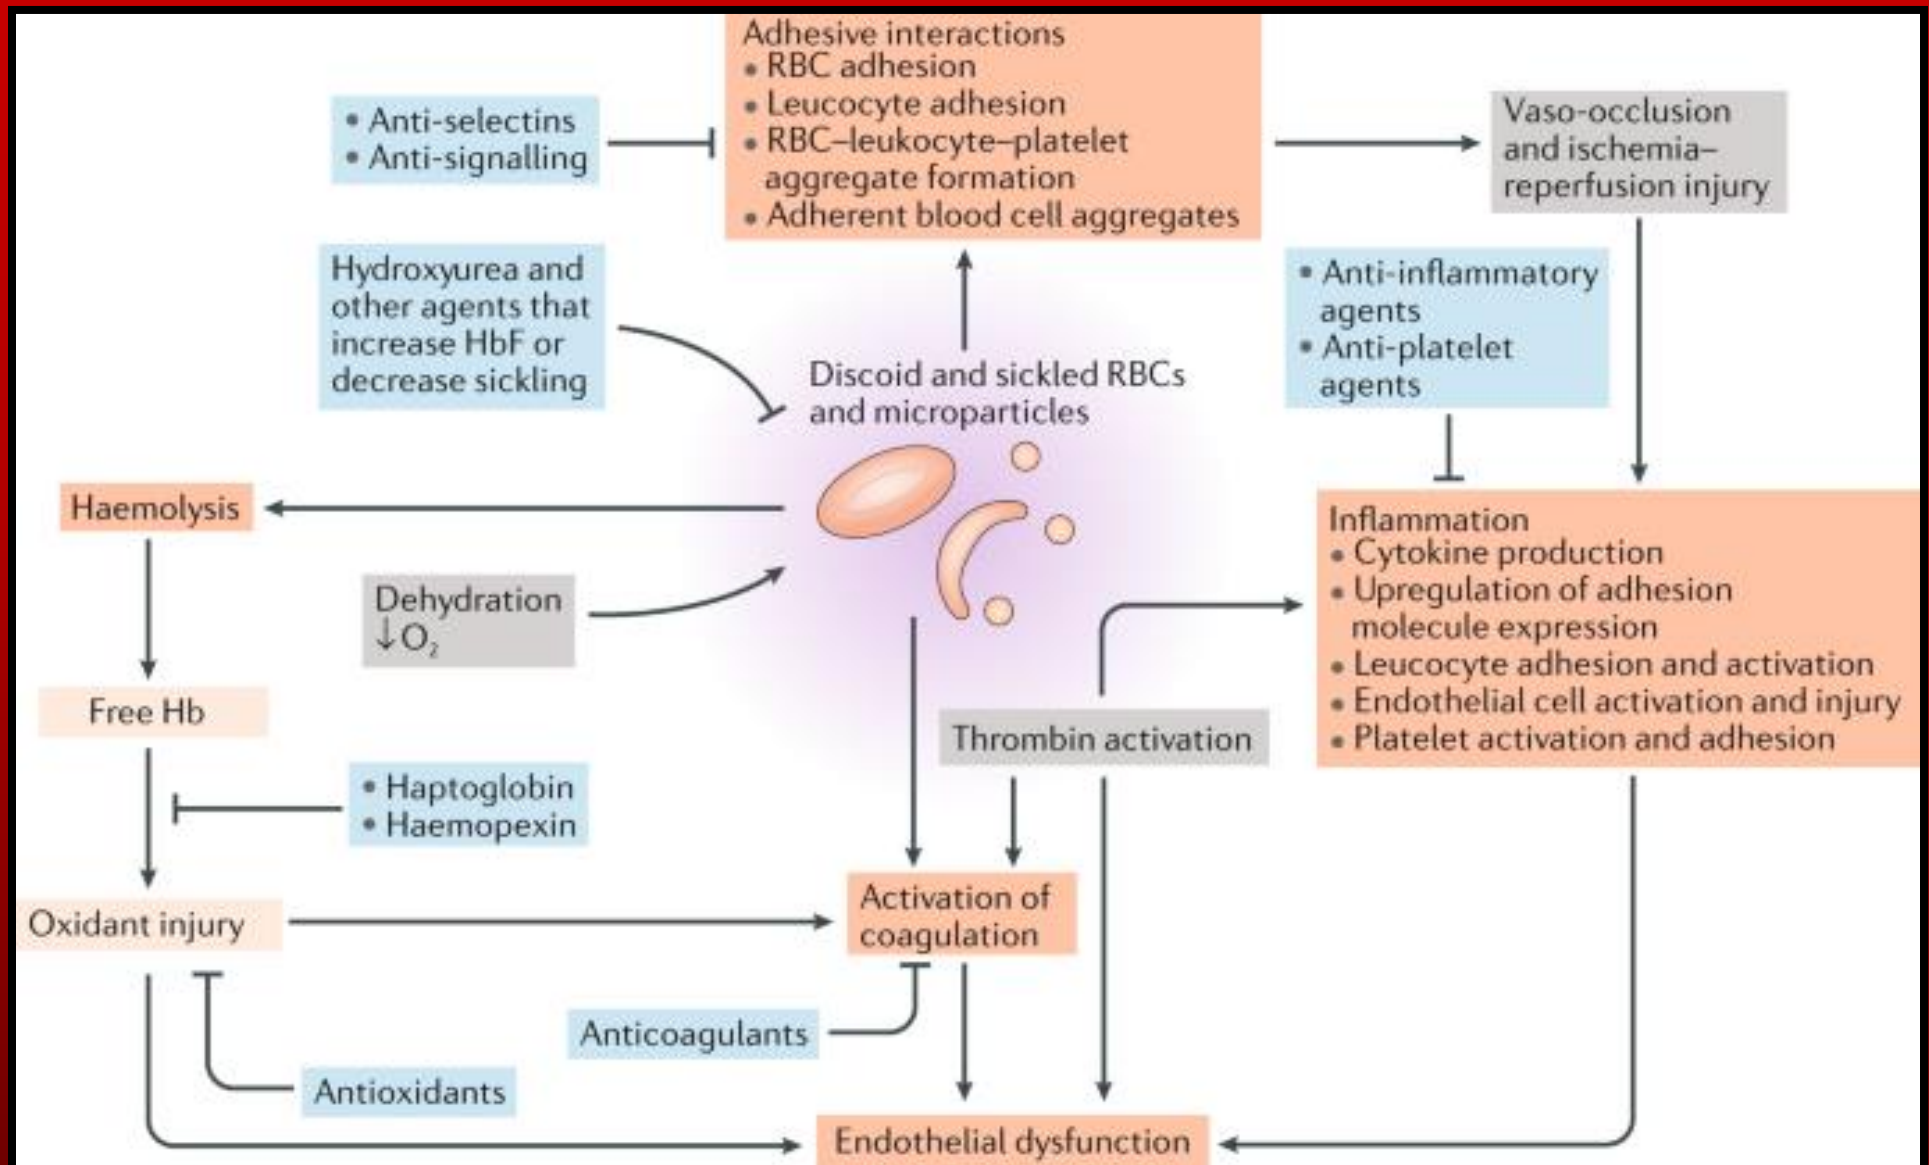 Adhesive interactions
• RBC adhesion
• Leucocyte adhesion
• RBC–leukocyte–platelet
aggregate formation
• Adherent blood cell aggregates
• Anti-selectins
• Anti-signalling
Vaso-occlusion
and ischemia–
reperfusion injury
Hydroxyurea and
other agents that
increase HbF or
decrease sickling
• Anti-inflammatory
agents
• Anti-platelet
agents
Discoid and sickled RBCs
and microparticles
Haemolysis
Dehydration
↓O₂
Inflammation
• Cytokine production
• Upregulation of adhesion
molecule expression
• Leucocyte adhesion and activation
• Endothelial cell activation and injury
• Platelet activation and adhesion
Free Hb
Thrombin activation
• Haptoglobin
• Haemopexin
Oxidant injury
Activation of
coagulation
Anticoagulants
Antioxidants
Endothelial dysfunction